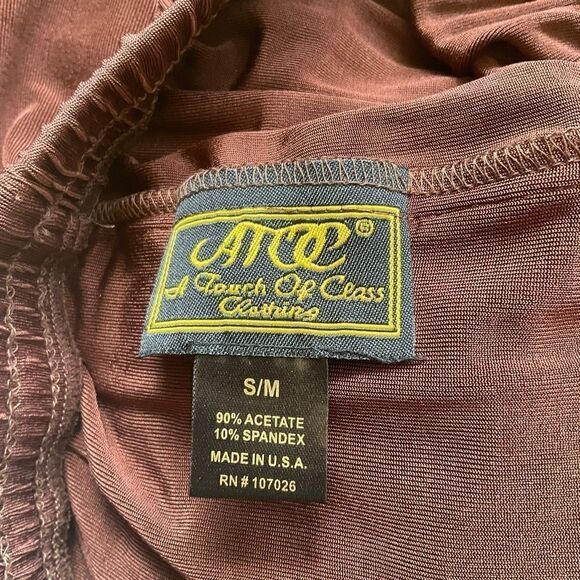 ATOC®
A Touch Of Class
Clothing
S/M
90% ACETATE
10% SPANDEX
MADE IN U.S.A.
RN # 107026